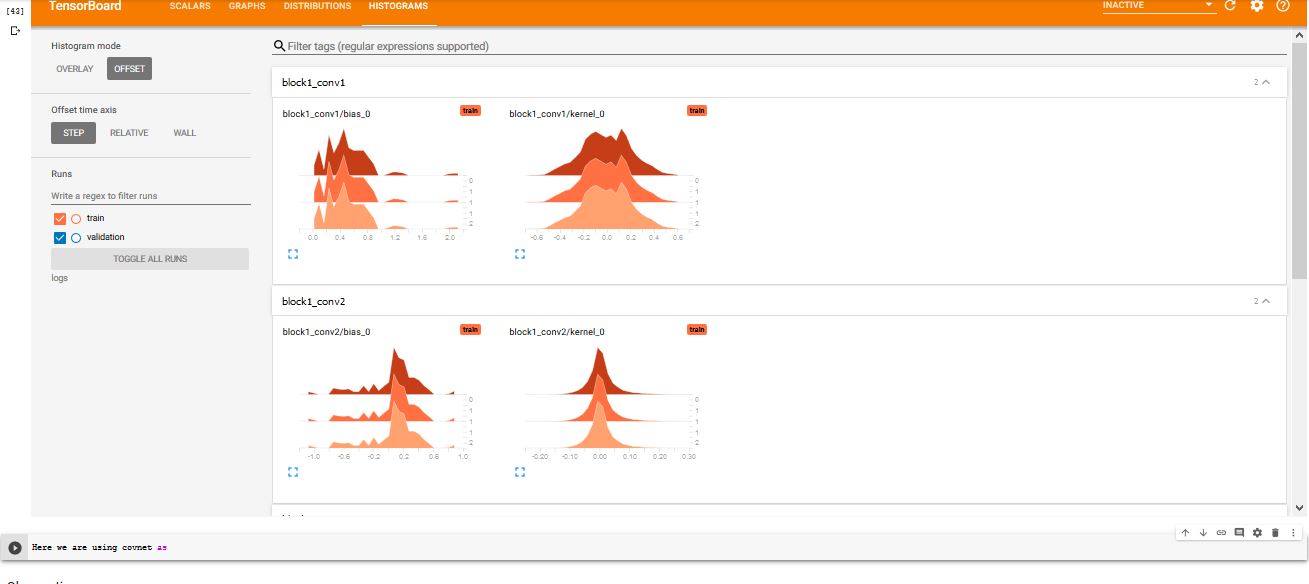 [43]
TensorBoard SCALARS GRAPHS DISTRIBUTIONS HISTOGRAMS INACTIVE
Histogram mode
OVERLAY OFFSET
Offset time axis
STEP RELATIVE WALL
Runs
Write a regex to filter runs
train
validation
TOGGLE ALL RUNS
logs
Filter tags (regular expressions supported)
block1_conv1 2
block1_conv1/bias_0 train
0
1
1
1
2
0.0 0.4 0.8 1.2 1.6 2.0
block1_conv1/kernel_0 train
0
1
1
1
2
-0.6 -0.4 -0.2 0.0 0.2 0.4 0.6
block1_conv2 2
block1_conv2/bias_0 train
0
1
1
1
2
-1.0 -0.6 -0.2 0.2 0.6 1.0
block1_conv2/kernel_0 train
0
1
1
1
2
-0.20 -0.10 0.00 0.10 0.20 0.30
Here we are using covnet as